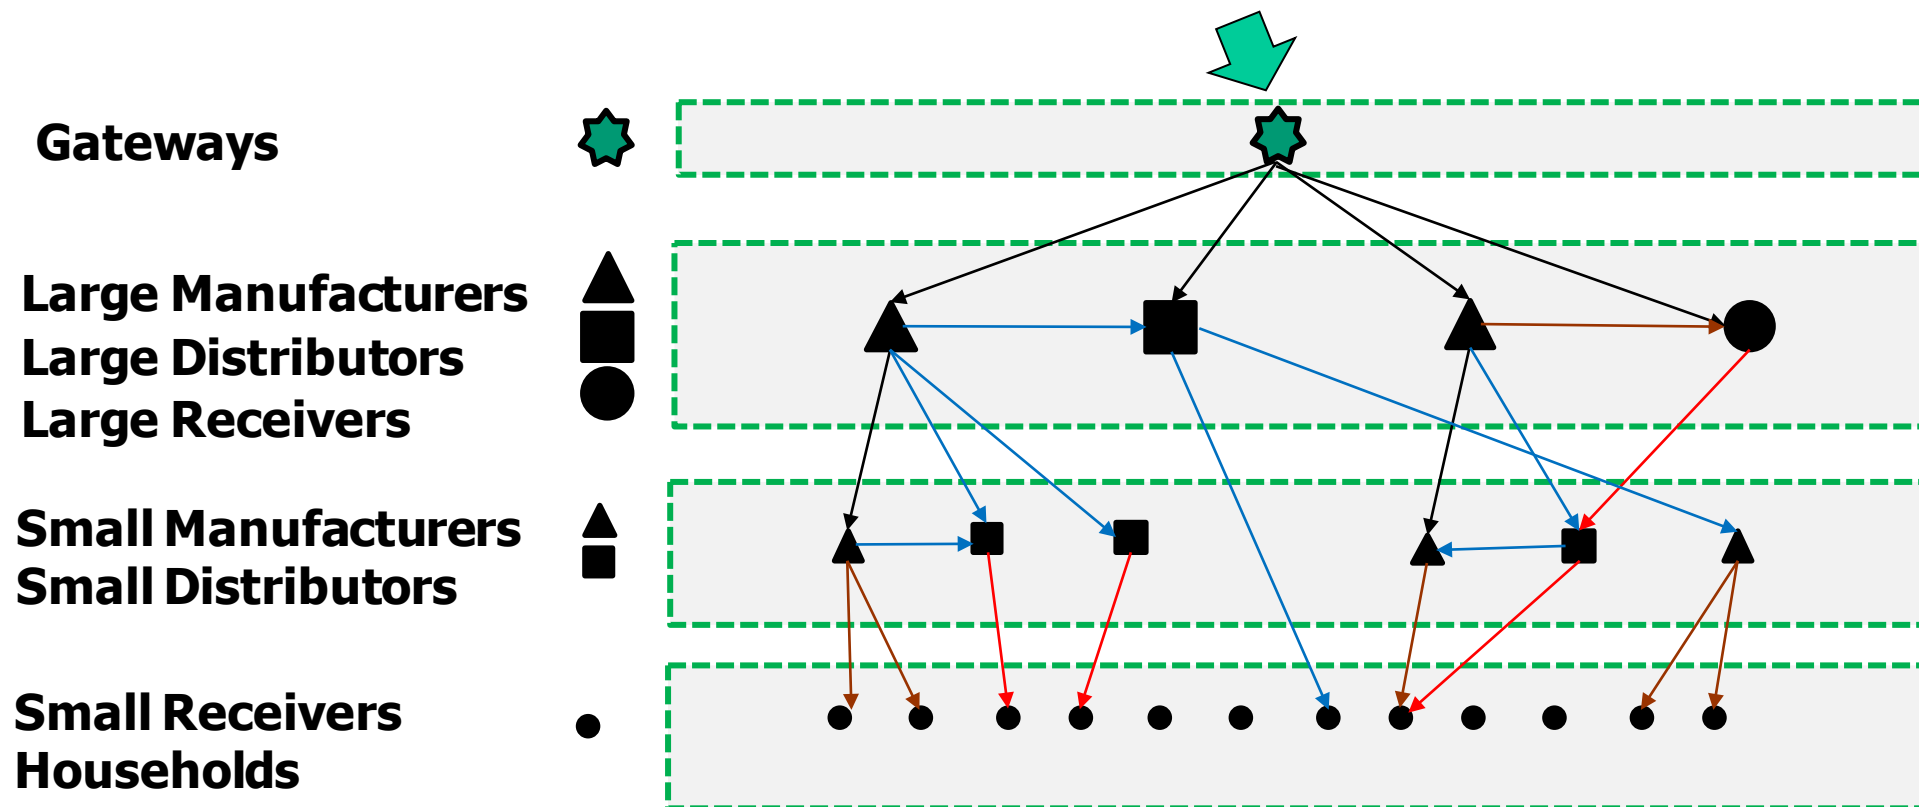 Gateways
Large Manufacturers
Large Distributors
Large Receivers
Small Manufacturers
Small Distributors
Small Receivers
Households